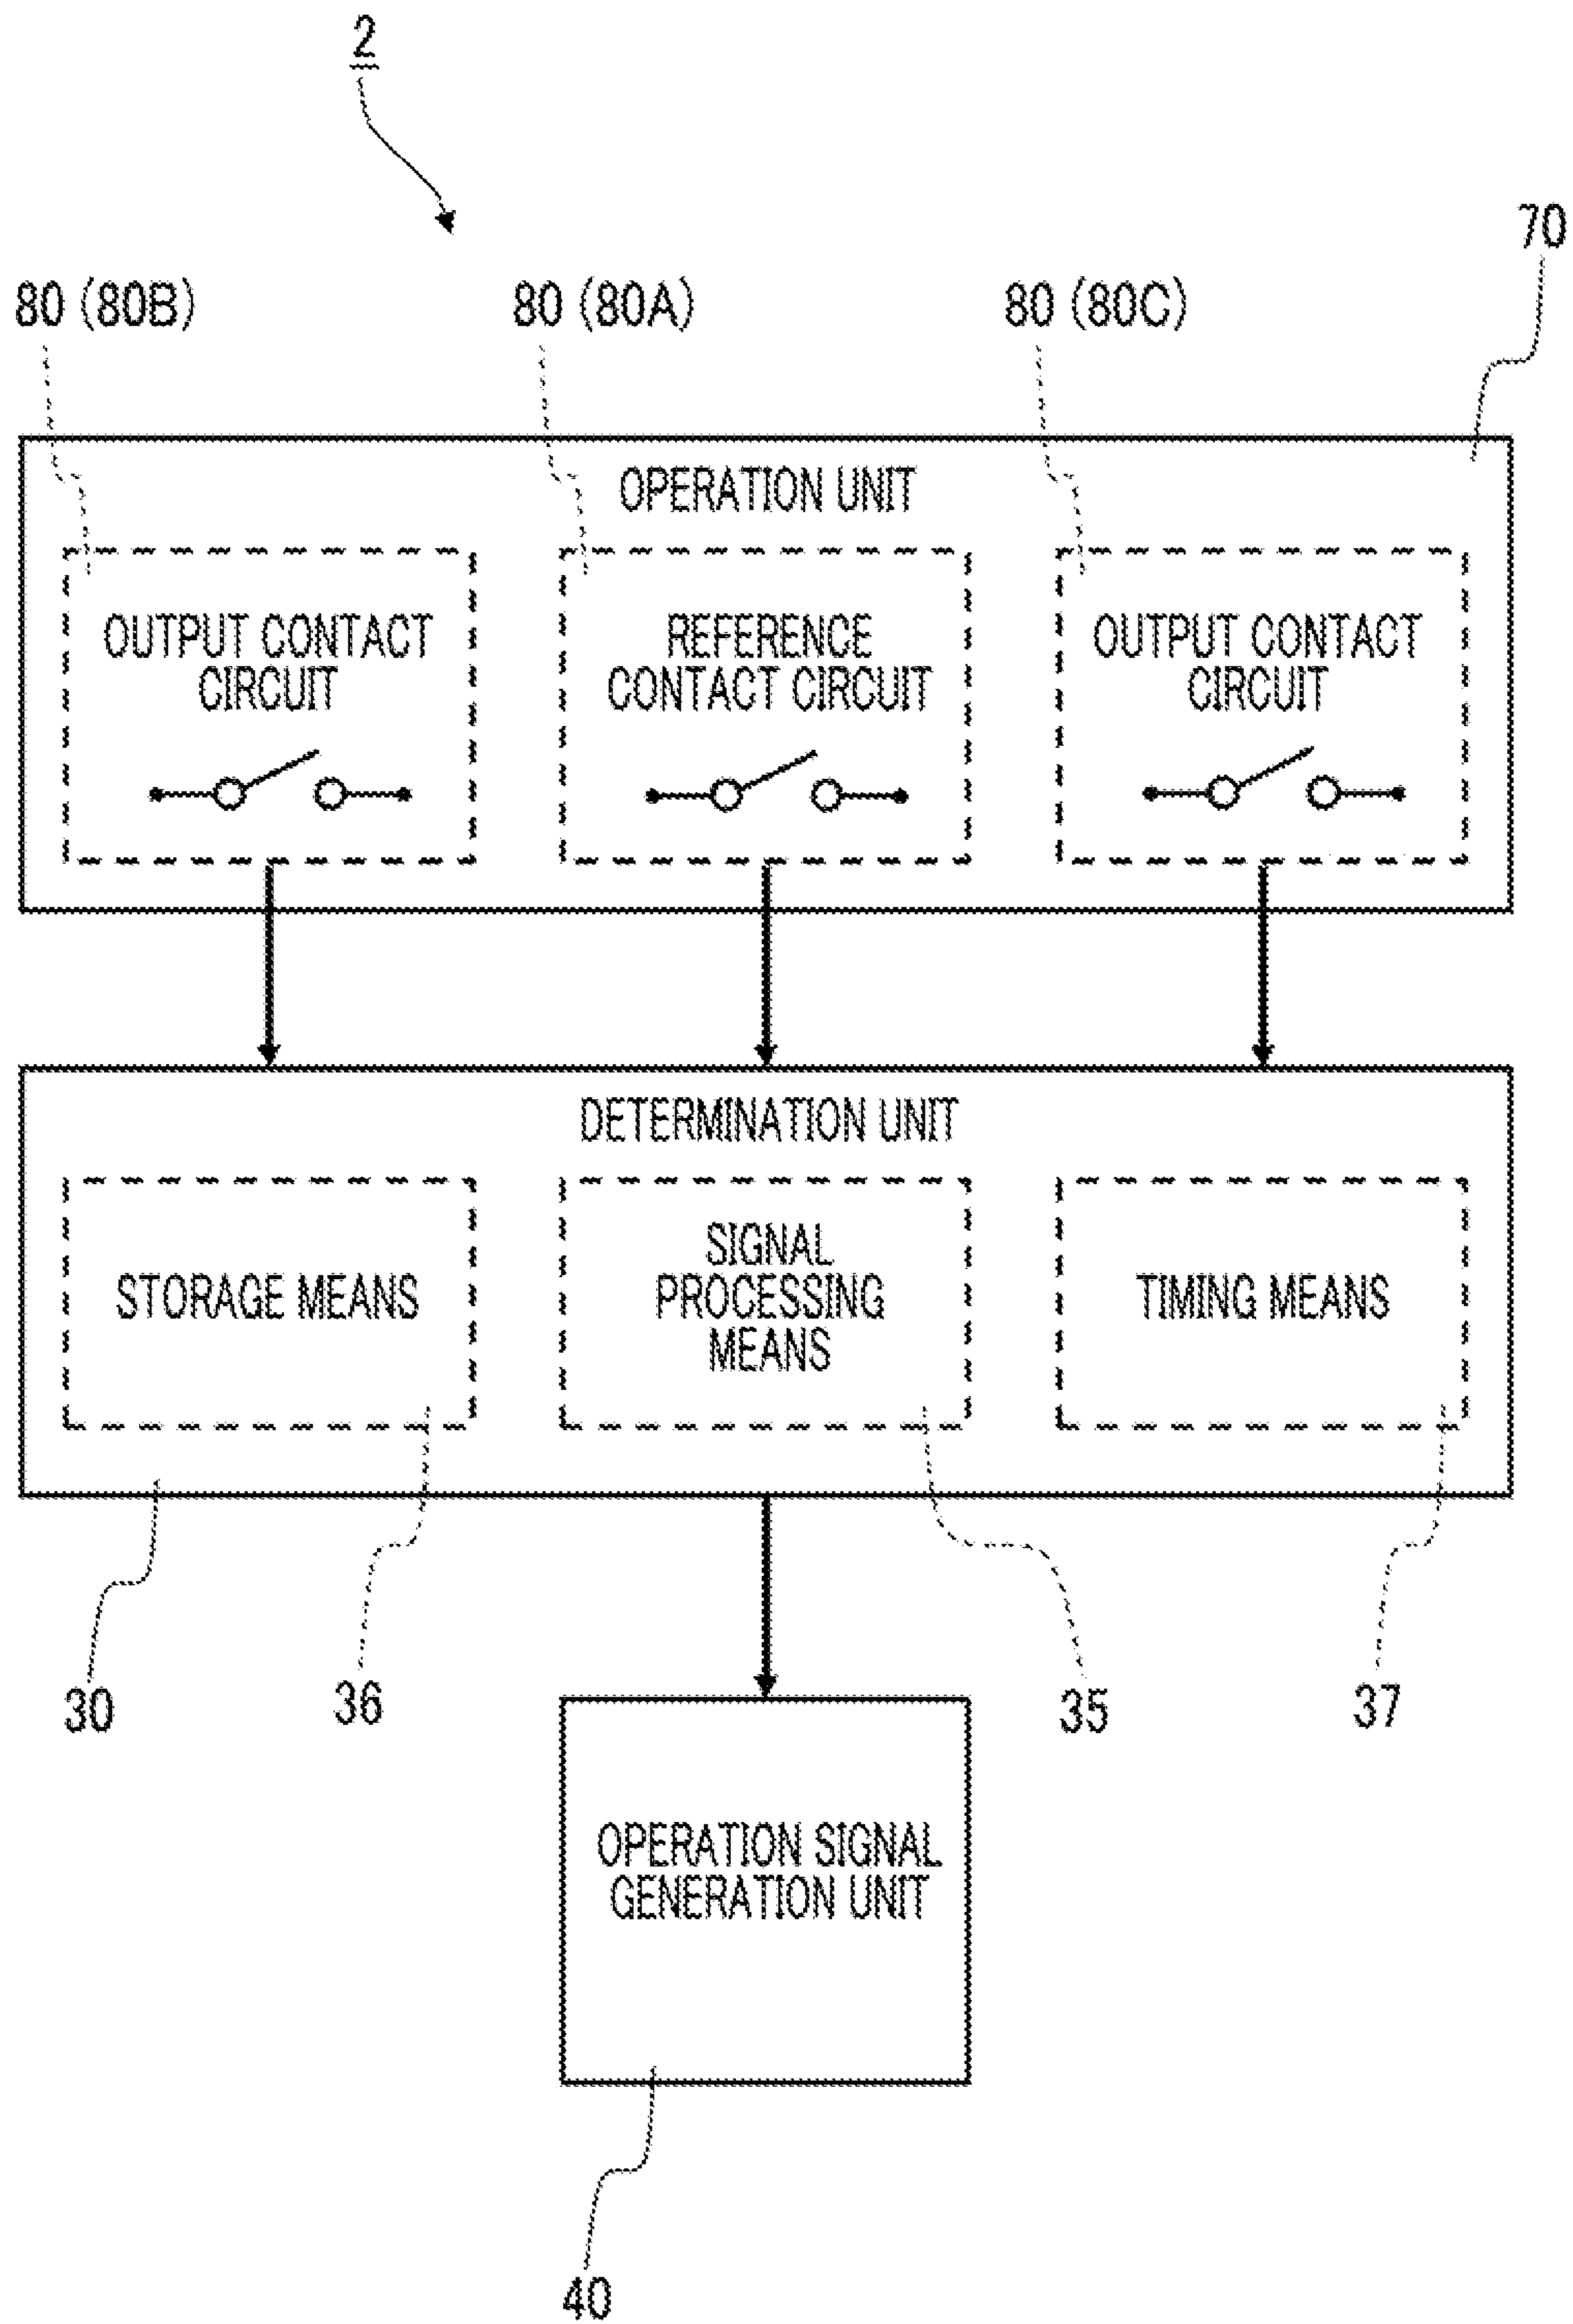 2
70
80 (80B)
80 (80A)
80 (80C)
OPERATION UNIT
OUTPUT CONTACT
CIRCUIT
REFERENCE
CONTACT CIRCUIT
OUTPUT CONTACT
CIRCUIT
DETERMINATION UNIT
STORAGE MEANS
SIGNAL
PROCESSING
MEANS
TIMING MEANS
30
36
35
37
OPERATION SIGNAL
GENERATION UNIT
40